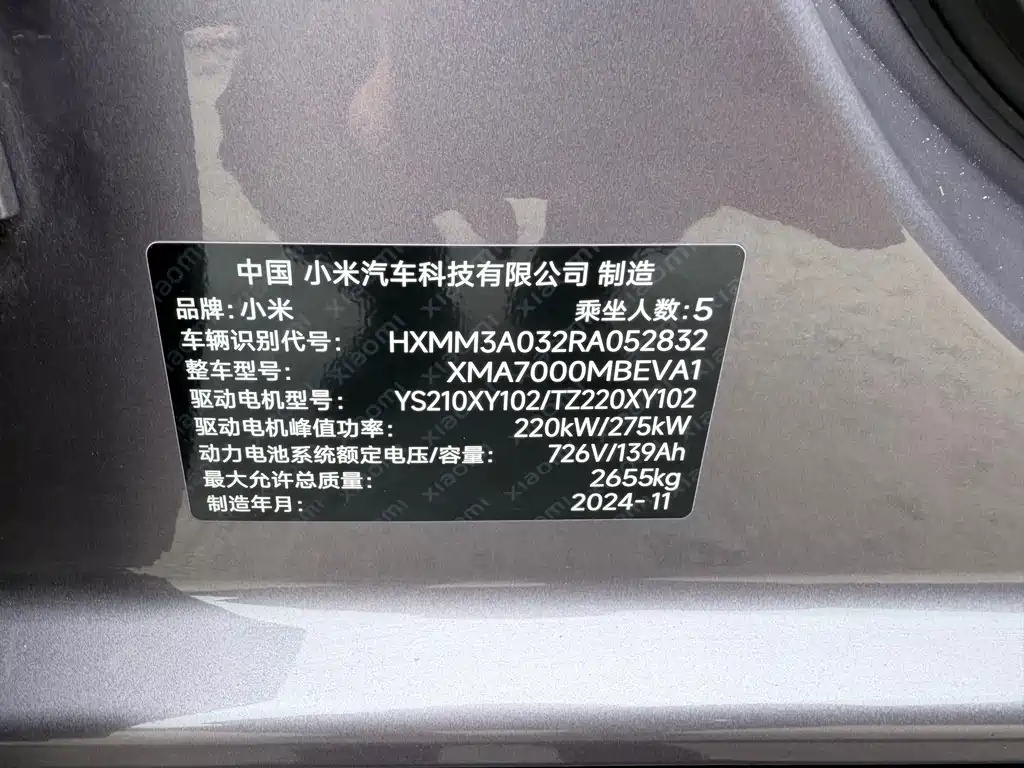 中国 小米汽车科技有限公司 制造
品牌：小米 乘坐人数：5
车辆识别代号： HXMM3A032RA052832
整车型号： XMA7000MBEVA1
驱动电机型号： YS210XY102/TZ220XY102
驱动电机峰值功率： 220kW/275kW
动力电池系统额定电压/容量： 726V/139Ah
最大允许总质量： 2655kg
制造年月： 2024-11